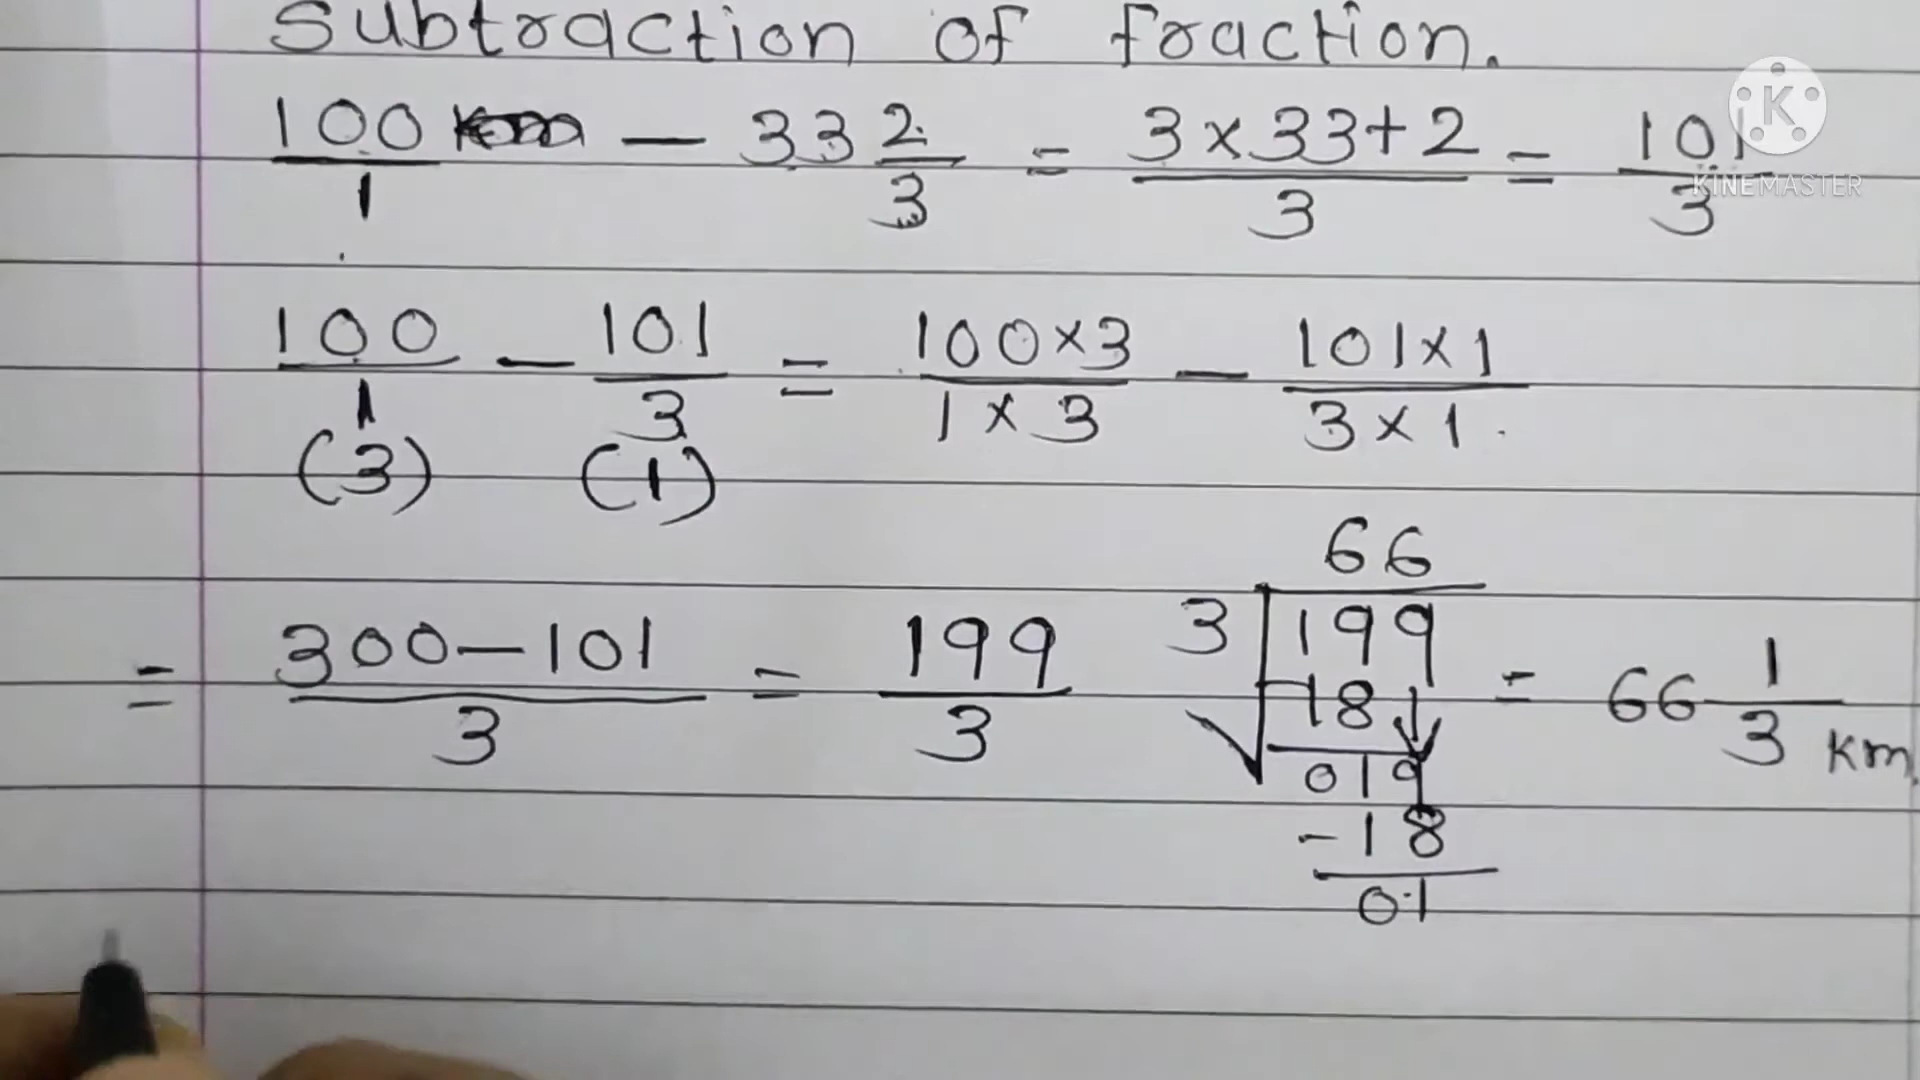 Subtraction of fraction.
100/1 - 33 2/3 = 3×33+2/3 = 101/3
K
KINEMASTER
100/1 - 101/3 = 100×3/1×3 - 101×1/3×1
(3) (1)
= 300-101/3 = 199/3
66
3 199 = 66 1/3 Km.
18
019
-18
01